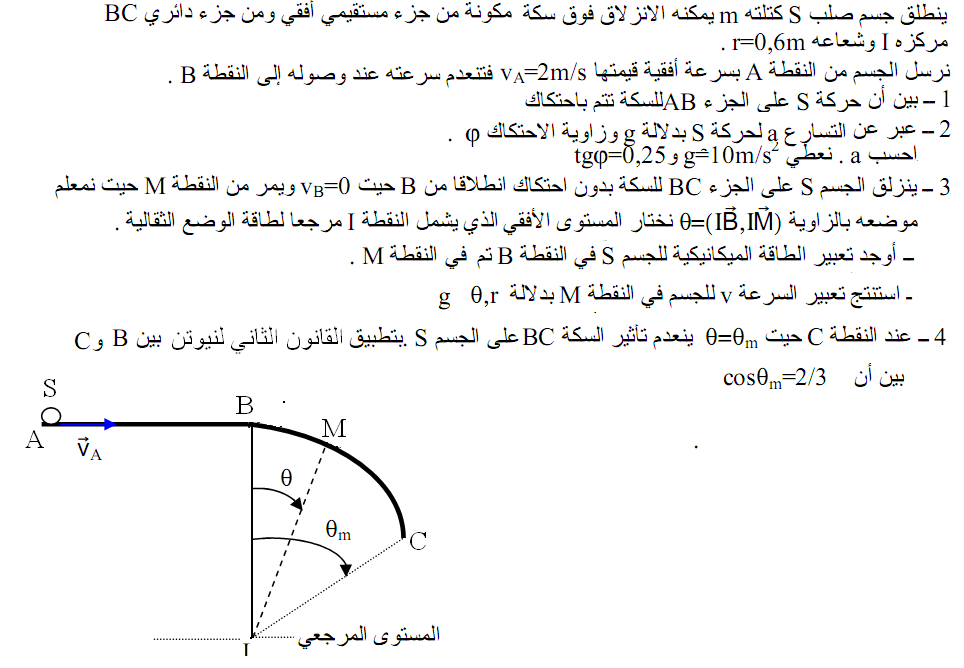 ينطلق جسم صلب S كتلته m يمكنه الانزلاق فوق سكة مكونة من جزء مستقيمي أفقي ومن جزء دائري BC
مركزه I وشعاعه r=0,6m .
نرسل الجسم من النقطة A بسرعة أفقية قيمتها vA=2m/s فتنعدم سرعته عند وصوله إلى النقطة B .
1 – بين أن حركة S على الجزء AB للسكة تتم باحتكاك
2 – عبر عن التسارع a لحركة S بدلالة g وزاوية الاحتكاك φ .
احسب a . نعطي g=10m/s² و tgφ=0,25
3 – ينزلق الجسم S على الجزء BC للسكة بدون احتكاك انطلاقا من B حيت vB=0 ويمر من النقطة M حيت نمعلم
موضعه بالزاوية θ=(IB⃗,IM⃗) نختار المستوى الأفقي الذي يشمل النقطة I مرجعا لطاقة الوضع الثقالية .
– أوجد تعبير الطاقة الميكانيكية للجسم S في النقطة B تم في النقطة M .
- استنتج تعبير السرعة v للجسم في النقطة M بدلالة θ,r g
4 – عند النقطة C حيت θ=θm ينعدم تأثير السكة BC على الجسم S .بتطبيق القانون الثاني لنيوتن بين B و C
بين أن cosθm=2/3
S
B
M
A
v⃗A
θ
θm
C
المستوى المرجعي
I